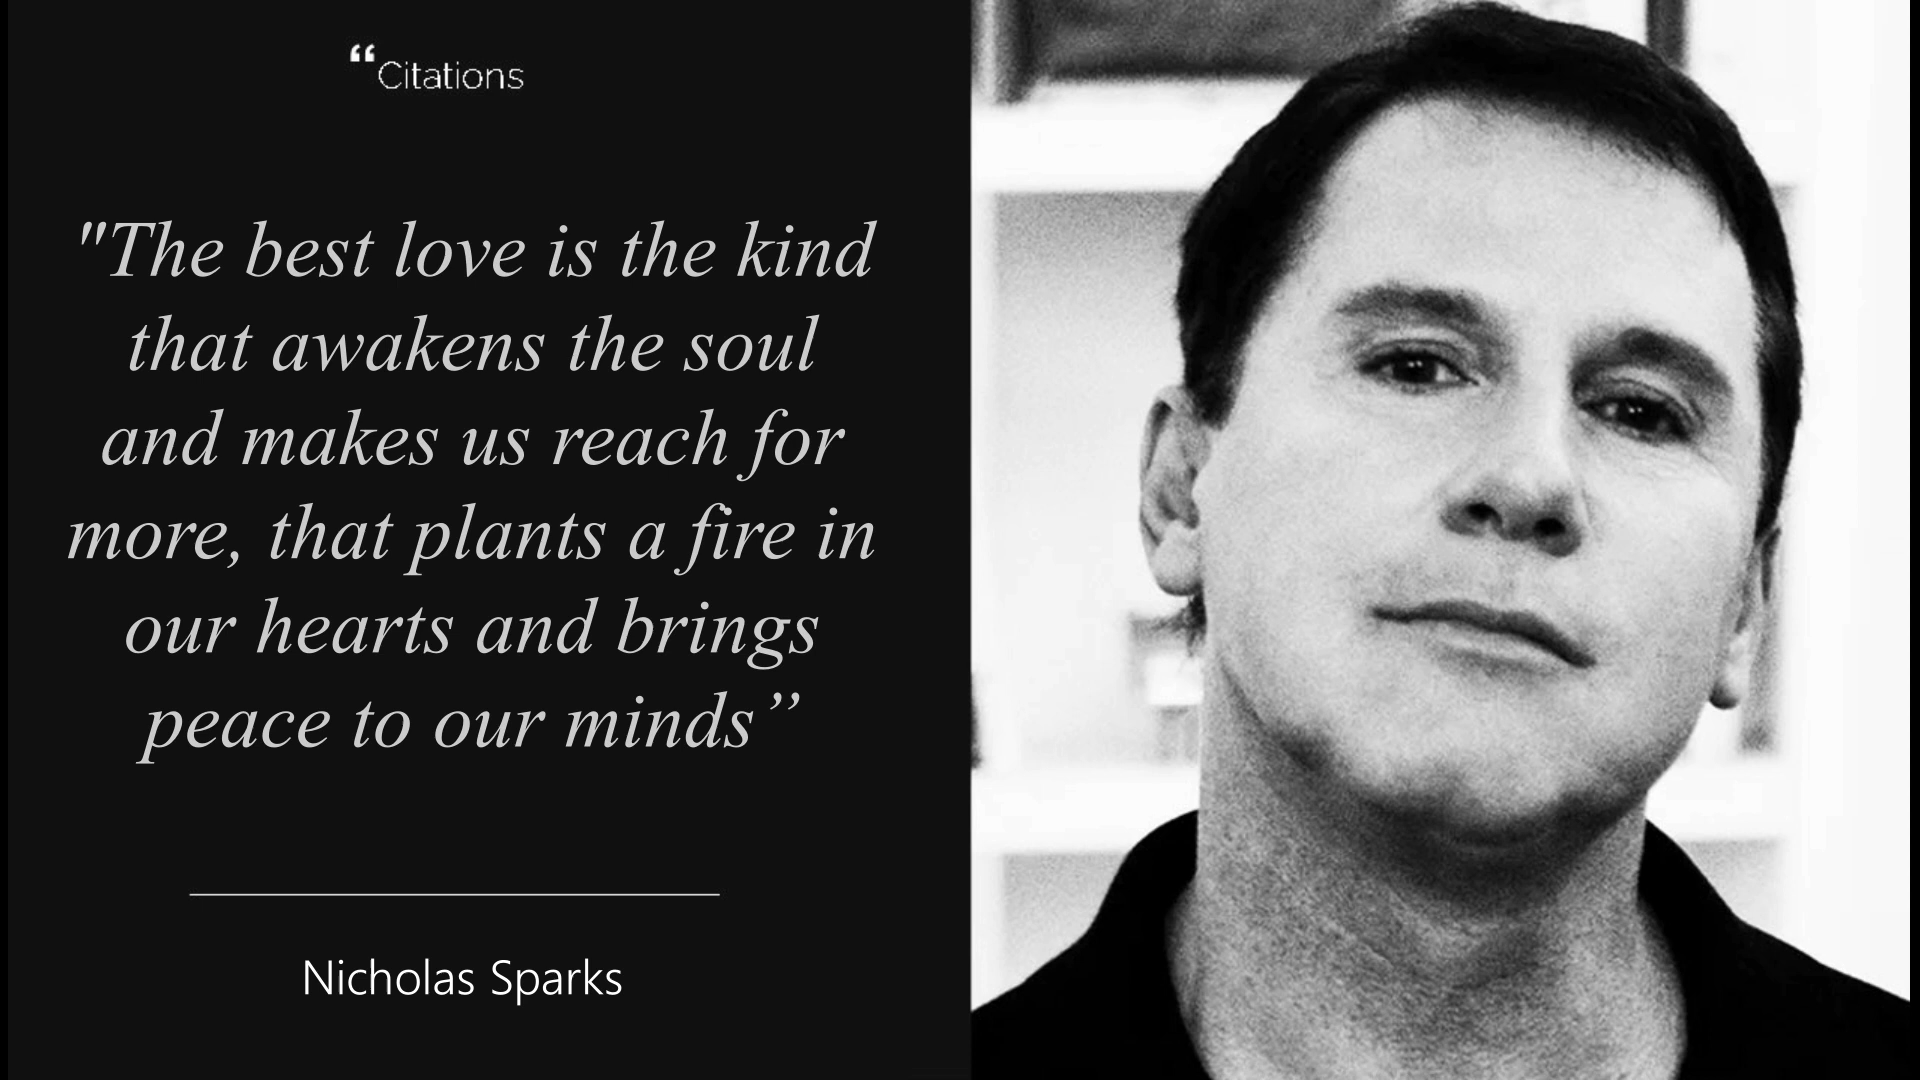 “Citations
"The best love is the kind
that awakens the soul
and makes us reach for
more, that plants a fire in
our hearts and brings
peace to our minds’’
Nicholas Sparks